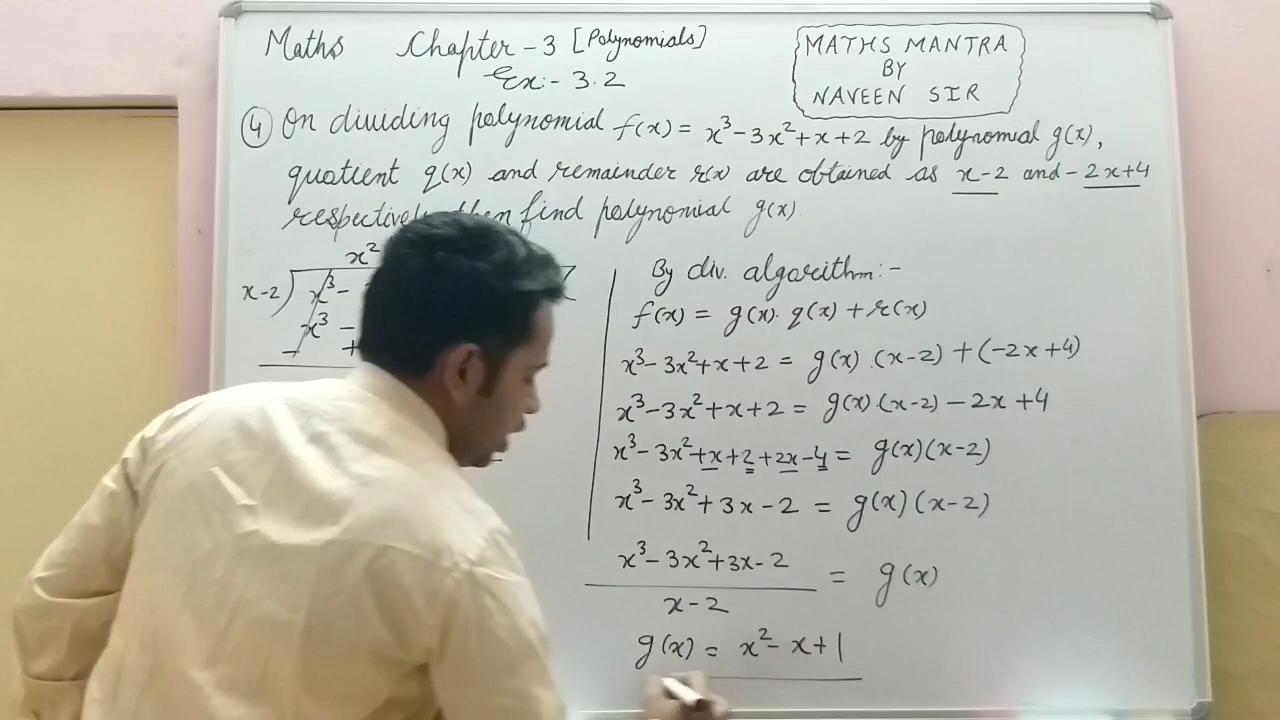 Maths Chapter - 3 [Polynomials]
Ex:- 3.2
MATHS MANTRA
BY
NAVEEN SIR
④ On dividing polynomial f(x) = x³ - 3x² + x + 2 by polynomial g(x),
quotient q(x) and remainder r(x) are obtained as x-2 and - 2x+4
find polynomial g(x)
x²
x-2) x³ -
x³ -
- +
By div. algorithm:-
f(x) = g(x). q(x) + r(x)
x³ - 3x² + x + 2 = g(x) .(x-2) + (-2x+4)
x³ - 3x² + x + 2 = g(x).(x-2) - 2x + 4
x³ - 3x² + x + 2 + 2x - 4 = g(x)(x-2)
x³ - 3x² + 3x - 2 = g(x) (x-2)
x³ - 3x² + 3x - 2 = g(x)
x-2
g(x) = x² - x + 1